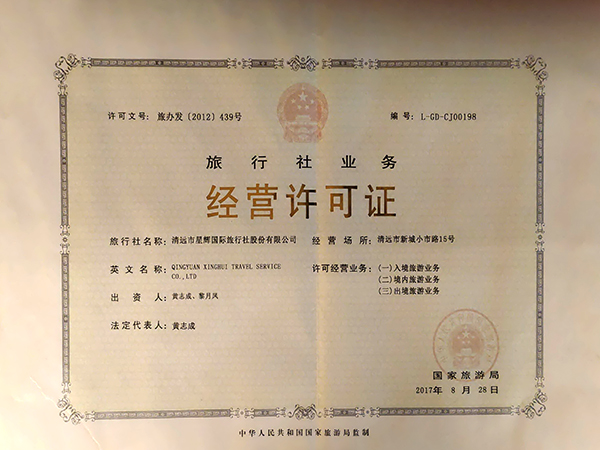 许可文号: 旅办发（2012）439号
编 号: L-GD-CJ00198
旅行社业务
经营许可证
旅行社名称: 清远市星辉国际旅行社股份有限公司
经 营 场 所: 清远市新城小市路15号
英 文 名 称: QINGYUAN XINGHUI TRAVEL SERVICE
CO.,LTD
许可经营业务: (一)入境旅游业务
(二)境内旅游业务
(三)出境旅游业务
出 资 人: 黄志成、黎月凤
法定代表人: 黄志成
国家旅游局
2017年 8 月 28日
中华人民共和国国家旅游局监制